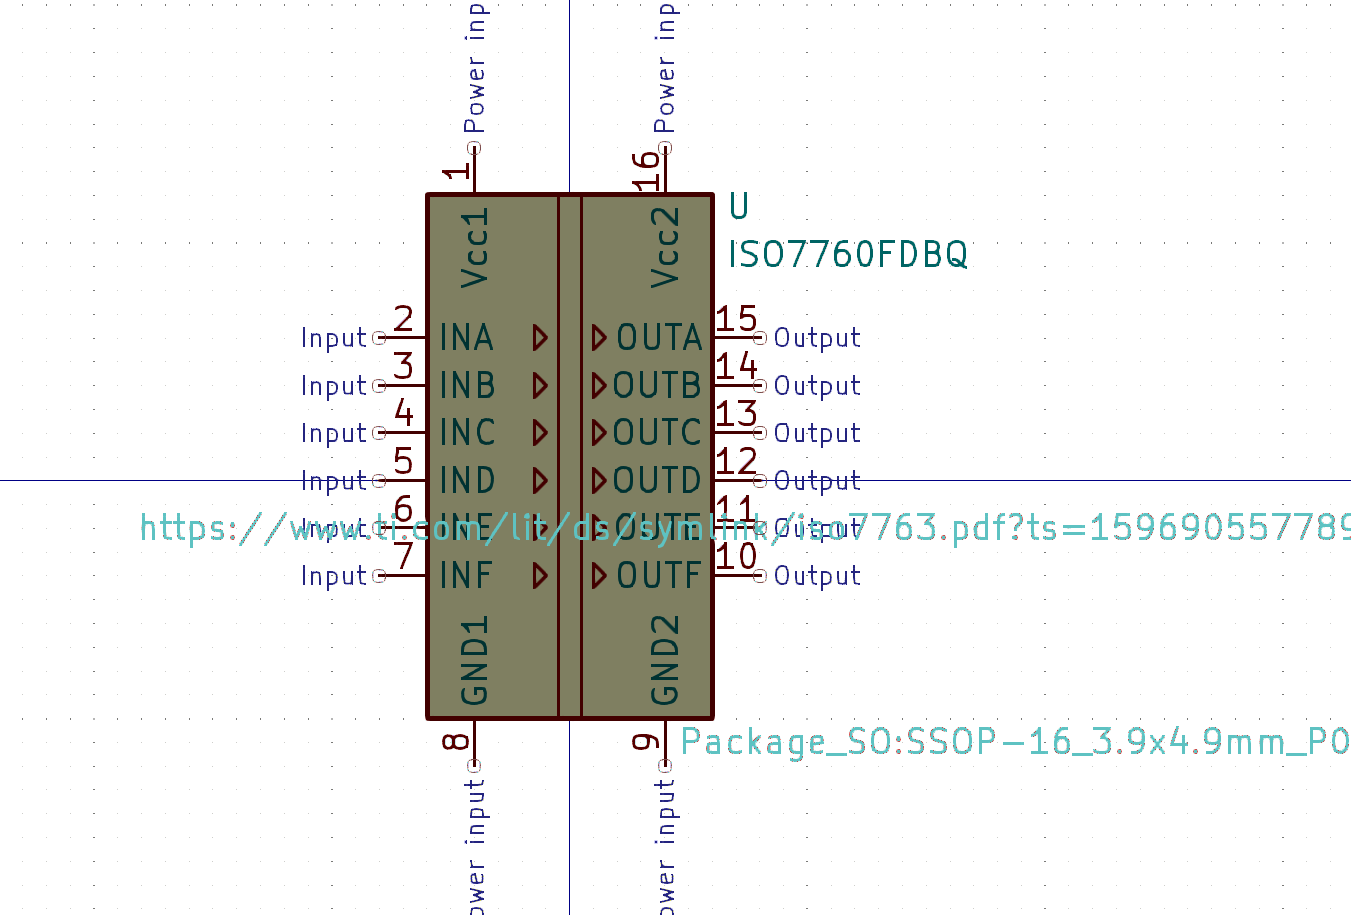 Power inp
Power inp
1
16
U
ISO7760FDBQ
Vcc1
Vcc2
Input 2 INA OUTA 15 Output
Input 3 INB OUTB 14 Output
Input 4 INC OUTC 13 Output
Input 5 IND OUTD 12 Output
Input 6 INE OUTE 11 Output
https://www.ti.com/lit/ds/symlink/iso7763.pdf?ts=159690557789
Input 7 INF OUTF 10 Output
GND1
GND2
8
9
Package_SO:SSOP-16_3.9x4.9mm_P0
ower input
ower input